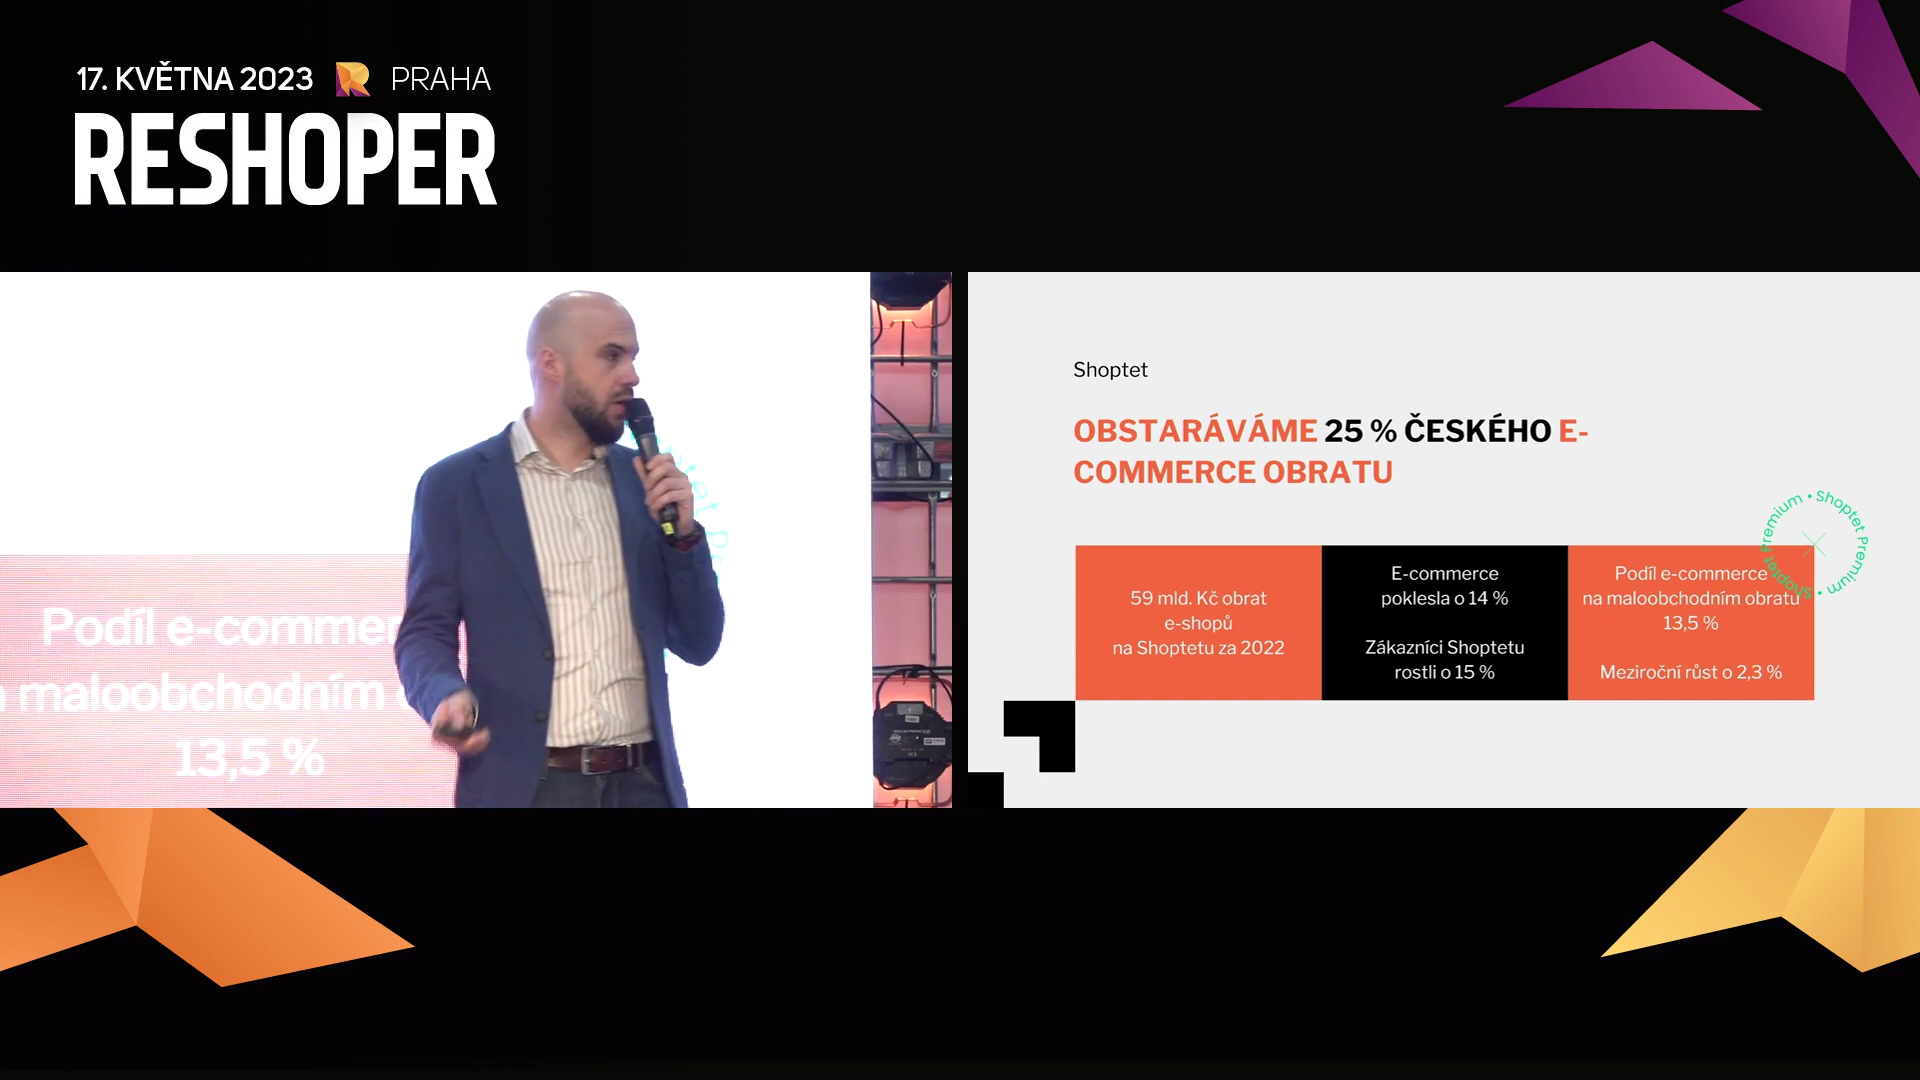 17. KVĚTNA 2023 PRAHA
RESHOPER
Podíl e-commer
maloobchodním
13,5 %
Shoptet
OBSTARÁVÁME 25 % ČESKÉHO E-
COMMERCE OBRATU
59 mld. Kč obrat
e-shopů
na Shoptetu za 2022
E-commerce
poklesla o 14 %
Zákazníci Shoptetu
rostli o 15 %
Podíl e-commerce
na maloobchodním obratu
13,5 %
Meziroční růst o 2,3 %
Shoptet Premium • Shoptet Premium •